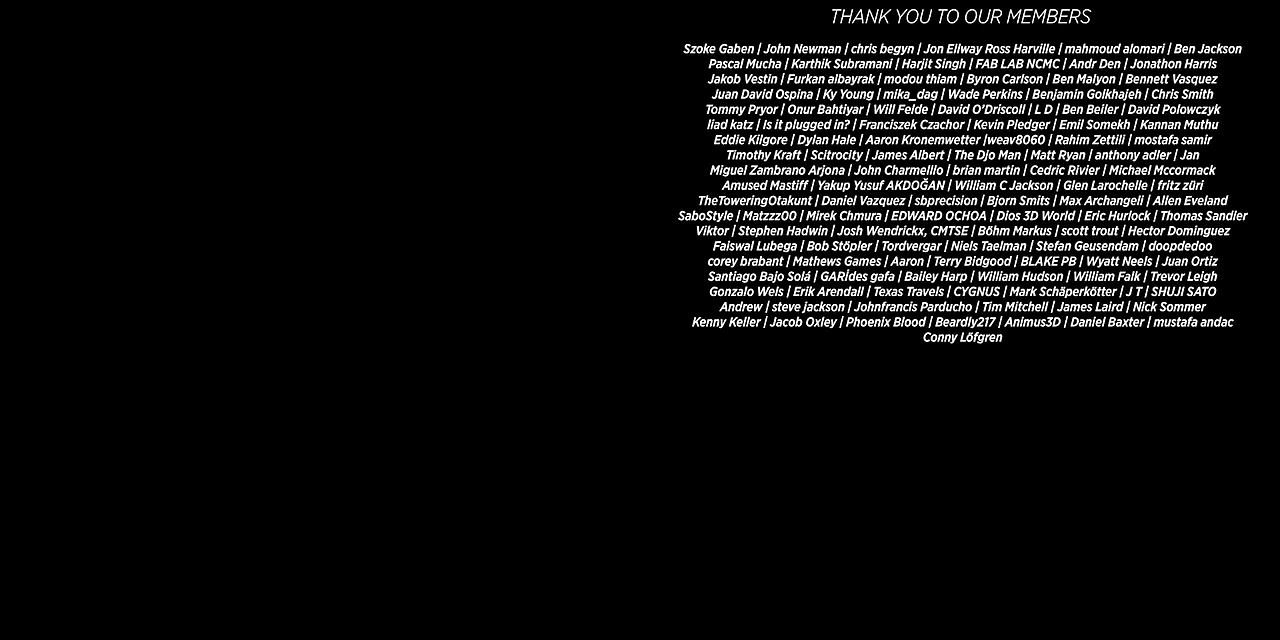 THANK YOU TO OUR MEMBERS
Szoke Gaben | John Newman | chris begyn | Jon Ellway Ross Harville | mahmoud alomari | Ben Jackson
Pascal Mucha | Karthik Subramani | Harjit Singh | FAB LAB NCMC | Andr Den | Jonathon Harris
Jakob Vestin | Furkan albayrak | modou thiam | Byron Carlson | Ben Malyon | Bennett Vasquez
Juan David Ospina | Ky Young | mika_dag | Wade Perkins | Benjamin Golkhajeh | Chris Smith
Tommy Pryor | Onur Bahtiyar | Will Felde | David O'Driscoll | L D | Ben Beiler | David Polowczyk
liad katz | Is it plugged in? | Franciszek Czachor | Kevin Pledger | Emil Somekh | Kannan Muthu
Eddie Kilgore | Dylan Hale | Aaron Kronemwetter |weav8060 | Rahim Zettili | mostafa samir
Timothy Kraft | Scitrocity | James Albert | The Djo Man | Matt Ryan | anthony adler | Jan
Miguel Zambrano Arjona | John Charmellio | brian martin | Cedric Rivier | Michael Mccormack
Amused Mastiff | Yakup Yusuf AKDOĞAN | William C Jackson | Glen Larochelle | fritz züri
TheToweringOtakunt | Daniel Vazquez | sbprecision | Bjorn Smits | Max Archangeli | Allen Eveland
SaboStyle | Matzzz00 | Mirek Chmura | EDWARD OCHOA | Dios 3D World | Eric Hurlock | Thomas Sandler
Viktor | Stephen Hadwin | Josh Wendrickx, CMTSE | Böhm Markus | scott trout | Hector Dominguez
Faiswal Lubega | Bob Stöpler | Tordvergar | Niels Taelman | Stefan Geusendam | doopdedoo
corey brabant | Mathews Games | Aaron | Terry Bidgood | BLAKE PB | Wyatt Neels | Juan Ortiz
Santiago Bajo Solá | GARİdes gafa | Bailey Harp | William Hudson | William Falk | Trevor Leigh
Gonzalo Wels | Erik Arendall | Texas Travels | CYGNUS | Mark Schäperkötter | J T | SHUJI SATO
Andrew | steve jackson | Johnfrancis Parducho | Tim Mitchell | James Laird | Nick Sommer
Kenny Keller | Jacob Oxley | Phoenix Blood | Beardly217 | Animus3D | Daniel Baxter | mustafa andac
Conny Löfgren